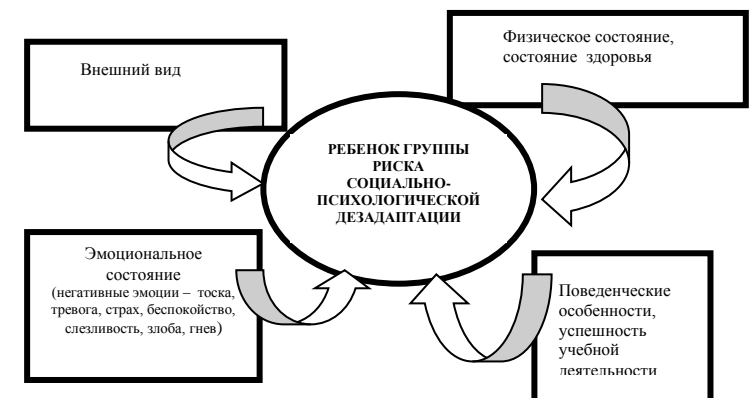 Внешний вид
Физическое состояние,
состояние здоровья
РЕБЕНОК ГРУППЫ
РИСКА
СОЦИАЛЬНО-
ПСИХОЛОГИЧЕСКОЙ
ДЕЗАДАПТАЦИИ
Эмоциональное
состояние
(негативные эмоции – тоска,
тревога, страх, беспокойство,
слезливость, злоба, гнев)
Поведенческие
особенности,
успешность
учебной
деятельности